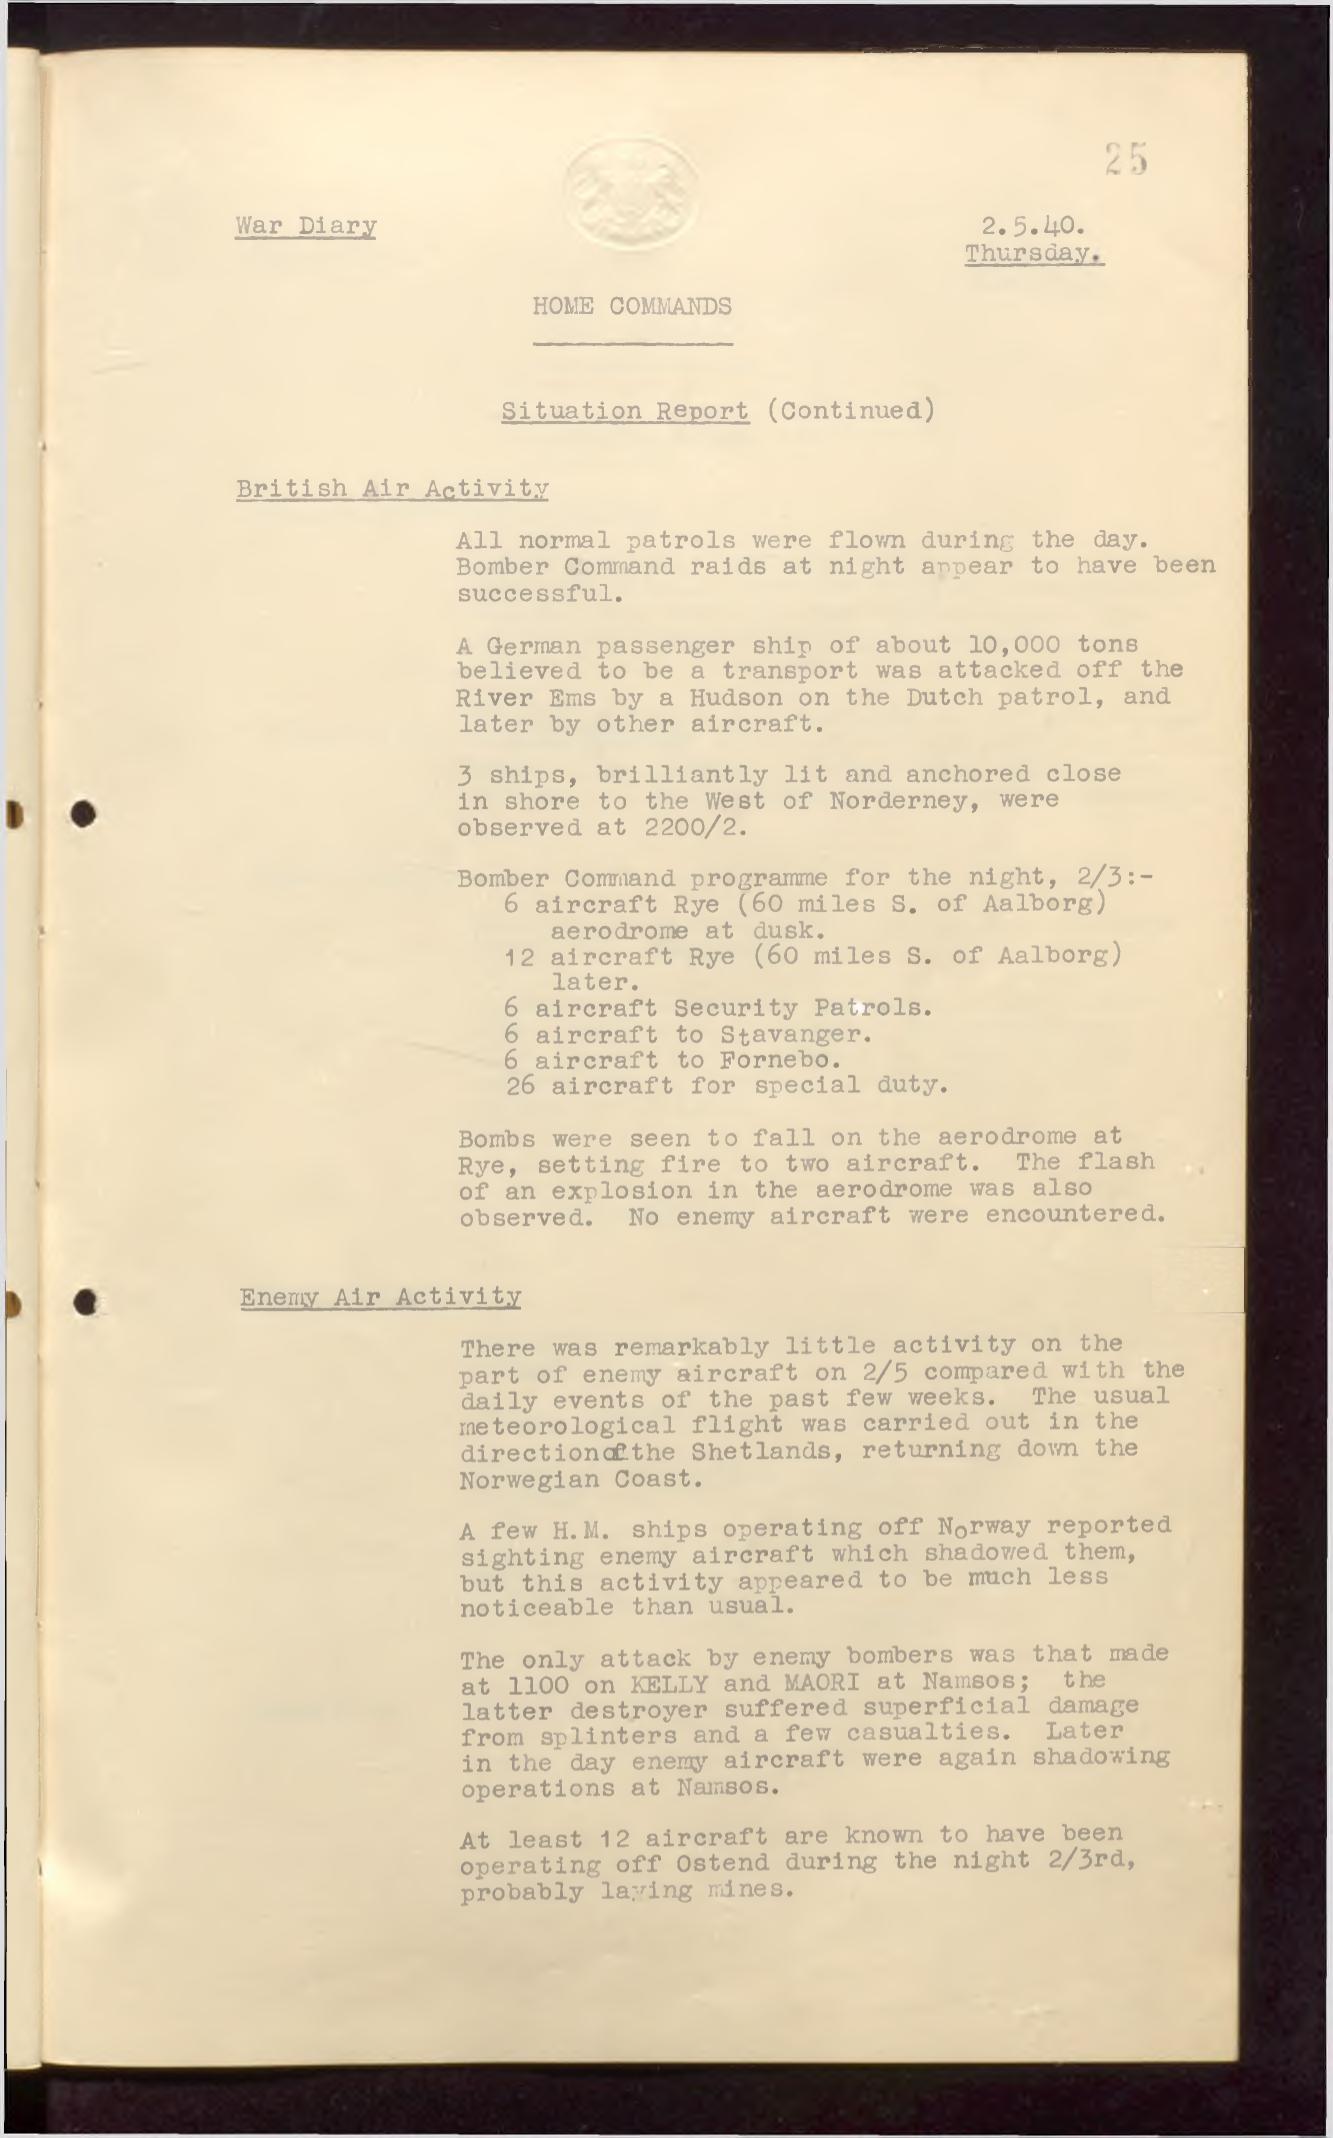 25
War Diary
2.5.40.
Thursday.
HOME COMMANDS
Situation Report (Continued)
British Air Activity
All normal patrols were flown during the day.
Bomber Command raids at night appear to have been
successful.
A German passenger ship of about 10,000 tons
believed to be a transport was attacked off the
River Ems by a Hudson on the Dutch patrol, and
later by other aircraft.
3 ships, brilliantly lit and anchored close
in shore to the West of Norderney, were
observed at 2200/2.
Bomber Command programme for the night, 2/3:-
6 aircraft Rye (60 miles S. of Aalborg)
aerodrome at dusk.
12 aircraft Rye (60 miles S. of Aalborg)
later.
6 aircraft Security Patrols.
6 aircraft to Stavanger.
6 aircraft to Fornebo.
26 aircraft for special duty.
Bombs were seen to fall on the aerodrome at
Rye, setting fire to two aircraft. The flash
of an explosion in the aerodrome was also
observed. No enemy aircraft were encountered.
Enemy Air Activity
There was remarkably little activity on the
part of enemy aircraft on 2/5 compared with the
daily events of the past few weeks. The usual
meteorological flight was carried out in the
direction of the Shetlands, returning down the
Norwegian Coast.
A few H.M. ships operating off Norway reported
sighting enemy aircraft which shadowed them,
but this activity appeared to be much less
noticeable than usual.
The only attack by enemy bombers was that made
at 1100 on KELLY and MAORI at Namsos; the
latter destroyer suffered superficial damage
from splinters and a few casualties. Later
in the day enemy aircraft were again shadowing
operations at Namsos.
At least 12 aircraft are known to have been
operating off Ostend during the night 2/3rd,
probably laying mines.